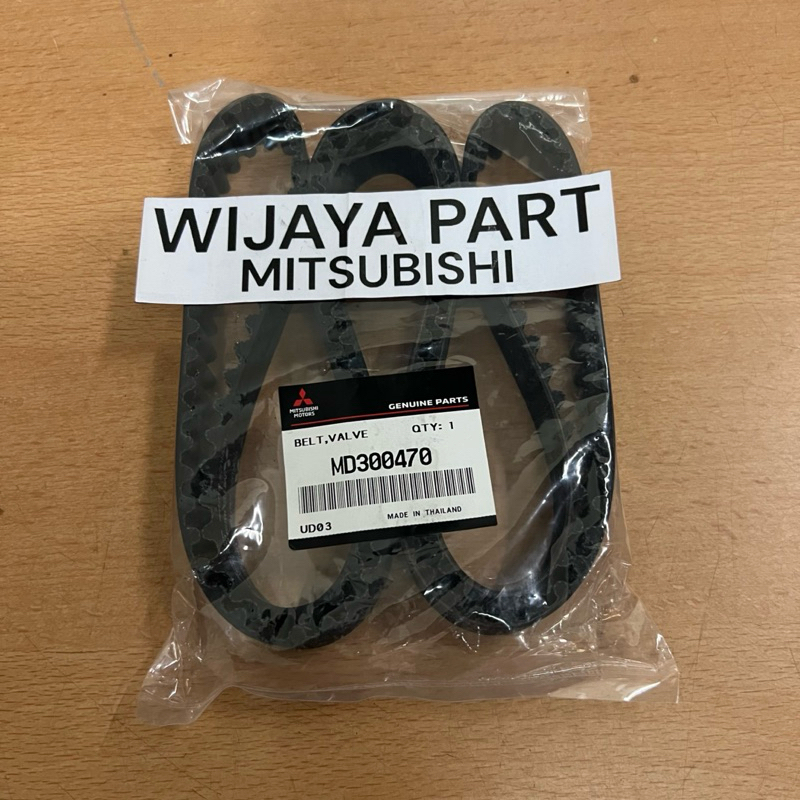 WIJAYA PART
MITSUBISHI
MITSUBISHI
MOTORS
GENUINE PARTS
BELT,VALVE QTY: 1
MD300470
MADE IN THAILAND
UD03